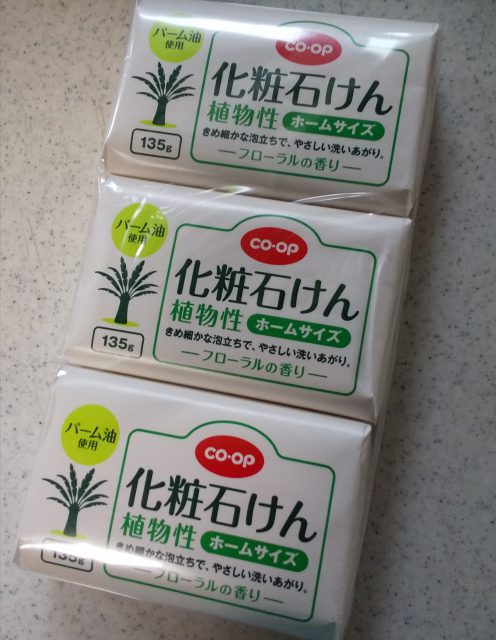 パーム油
使用
135g
CO・OP
化粧石けん
植物性 ホームサイズ
きめ細かな泡立ちで、やさしい洗いあがり。
フローラルの香り
パーム油
使用
135g
CO・OP
化粧石けん
植物性 ホームサイズ
きめ細かな泡立ちで、やさしい洗いあがり。
フローラルの香り
パーム油
使用
135g
CO・OP
化粧石けん
植物性 ホームサイズ
きめ細かな泡立ちで、やさしい洗いあがり。
フローラルの香り